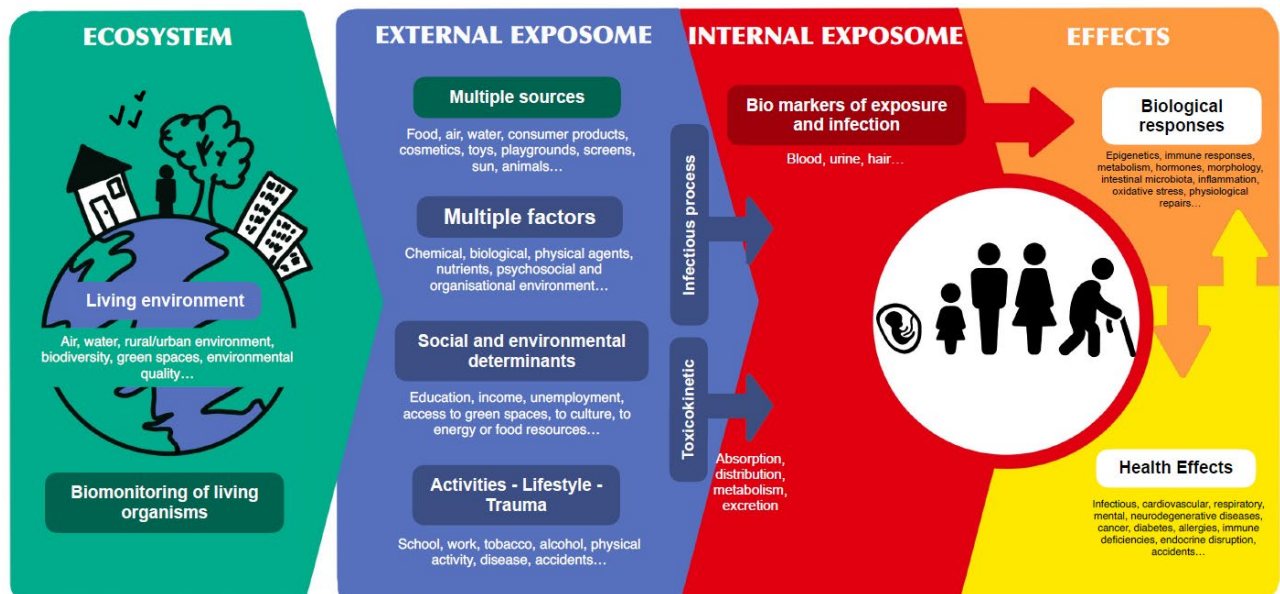 ECOSYSTEM
Living environment
Air, water, rural/urban environment,
biodiversity, green spaces, environmental
quality…
Biomonitoring of living
organisms
EXTERNAL EXPOSOME
Multiple sources
Food, air, water, consumer products,
cosmetics, toys, playgrounds, screens,
sun, animals…
Multiple factors
Chemical, biological, physical agents,
nutrients, psychosocial and
organisational environment…
Social and environmental
determinants
Education, income, unemployment,
access to green spaces, to culture, to
energy or food resources…
Activities - Lifestyle -
Trauma
School, work, tobacco, alcohol, physical
activity, disease, accidents…
Infectious process
Toxicokinetic
INTERNAL EXPOSOME
Bio markers of exposure
and infection
Blood, urine, hair…
Absorption,
distribution,
metabolism,
excretion
EFFECTS
Biological
responses
Epigenetics, immune responses,
metabolism, hormones, morphology,
intestinal microbiota, inflammation,
oxidative stress, physiological
repairs…
Health Effects
Infectious, cardiovascular, respiratory,
mental, neurodegenerative diseases,
cancer, diabetes, allergies, immune
deficiencies, endocrine disruption,
accidents…